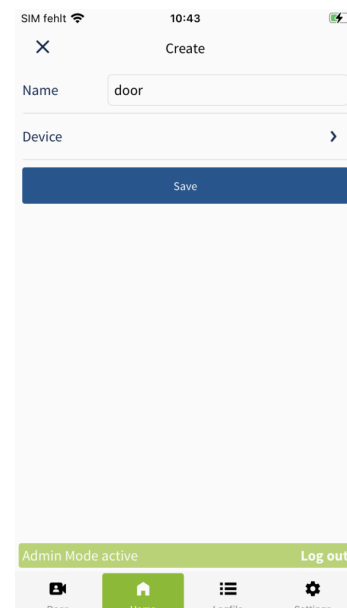 SIM fehlt 10:43
Create
Name door
Device
Save
Admin Mode active Log out